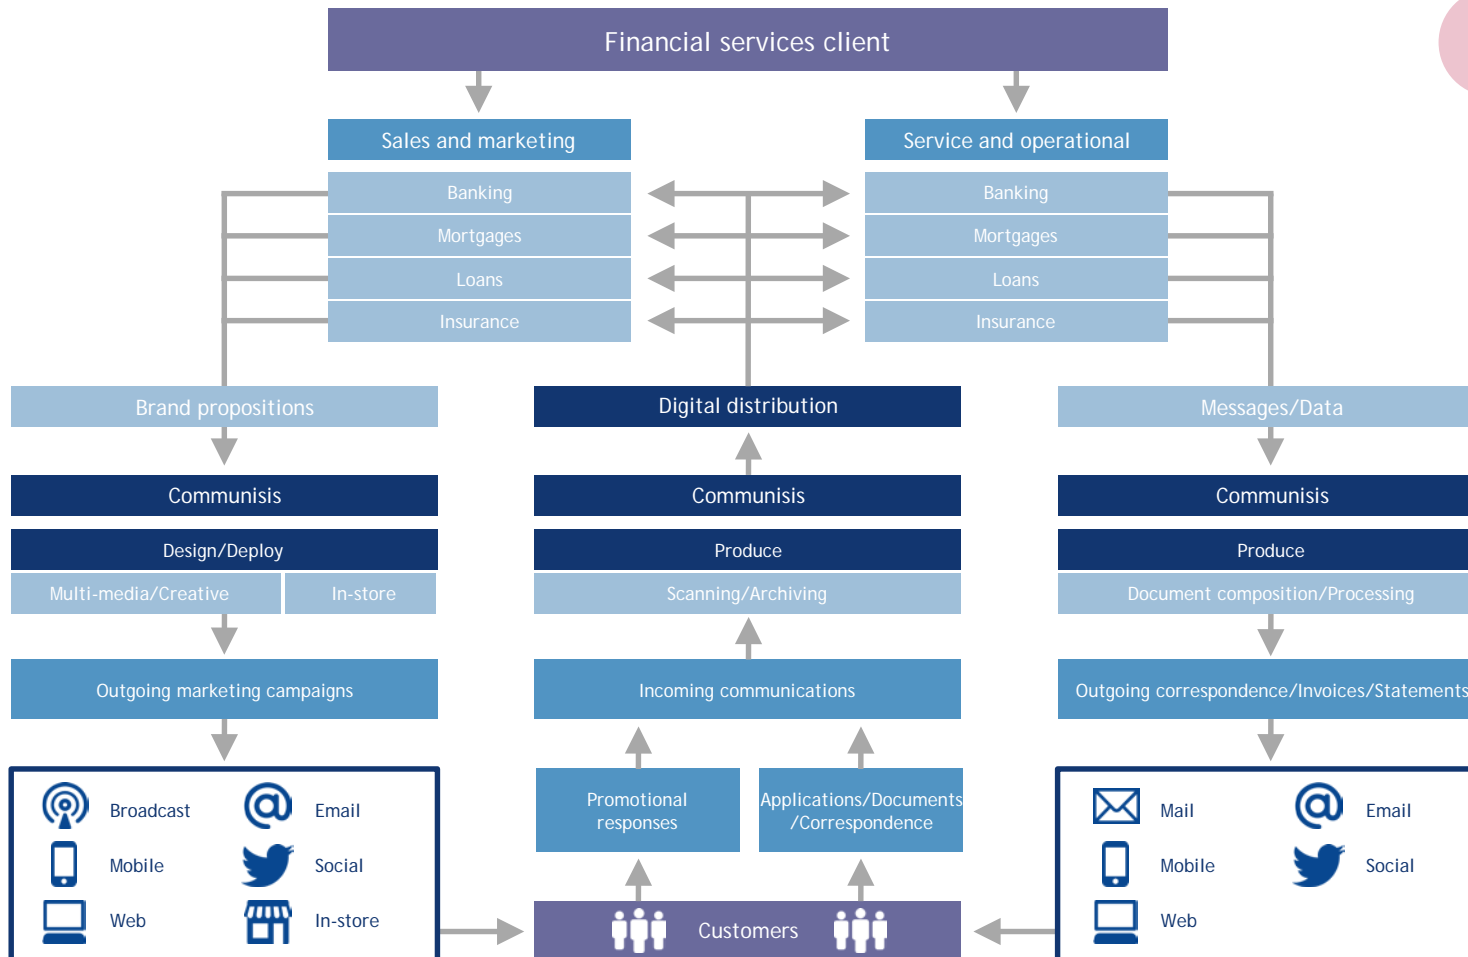 Financial services client
Sales and marketing
Service and operational
Banking
Banking
Mortgages
Mortgages
Loans
Loans
Insurance
Insurance
Brand propositions
Digital distribution
Messages/Data
Communisis
Communisis
Communisis
Design/Deploy
Produce
Produce
Multi-media/Creative
In-store
Scanning/Archiving
Document composition/Processing
Outgoing marketing campaigns
Incoming communications
Outgoing correspondence/Invoices/Statements
Broadcast
Email
Mobile
Social
Web
In-store
Promotional
responses
Applications/Documents
/Correspondence
Customers
Mail
Email
Mobile
Social
Web